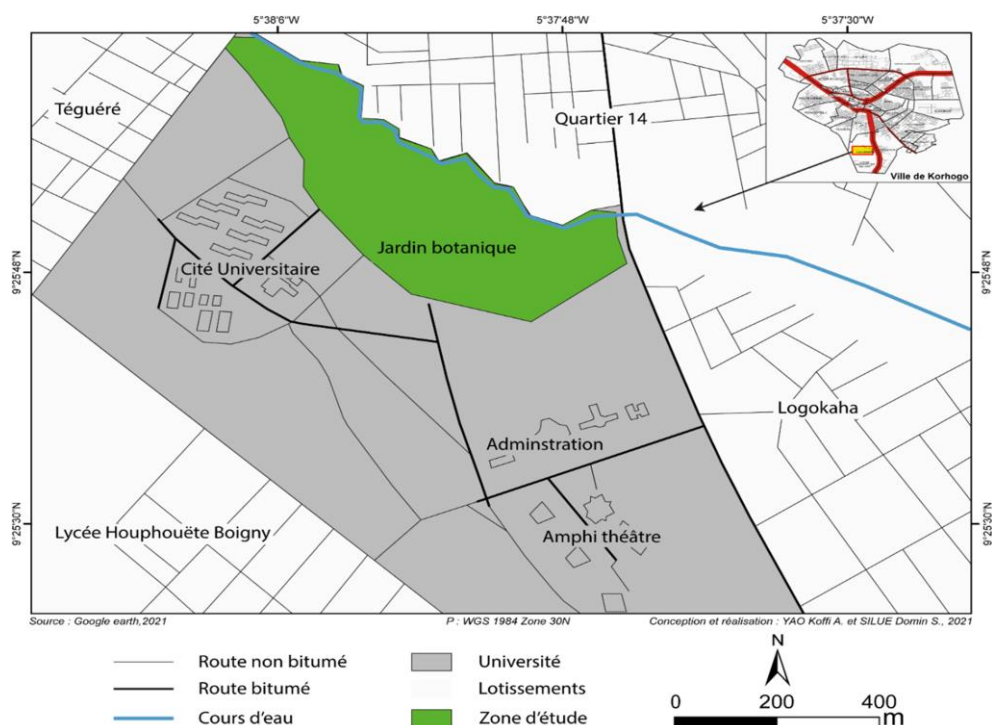 5°38'6"W
5°37'48"W
5°37'30"W
Téguéré
Quartier 14
Ville de Korhogo
Jardin botanique
9°25'48"N
9°25'48"N
Cité Universitaire
Logokaha
Adminstration
9°25'30"N
9°25'30"N
Lycée Houphouëte Boigny
Amphi théâtre
Source : Google earth,2021
P : WGS 1984 Zone 30N
Conception et réalisation : YAO Koffi A. et SILUE Domin S., 2021
Route non bitumé
Université
N
Route bitumé
Lotissements
0 200 400
Cours d'eau
Zone d'étude
m